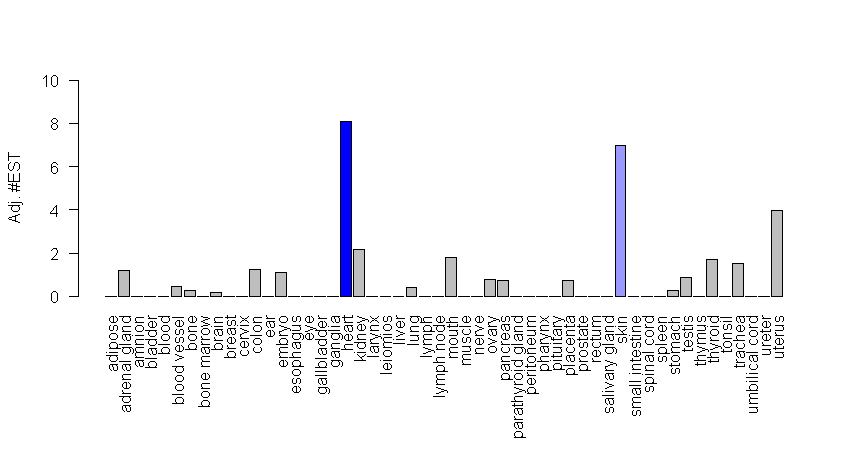 Adj. #EST
10
8
6
4
2
0
adipose
adrenal gland
amnion
bladder
blood
blood vessel
bone
bone marrow
brain
breast
cervix
colon
ear
embryo
esophagus
eye
gallbladder
ganglia
heart
kidney
larynx
leiomios
liver
lung
lymph
lymph node
mouth
muscle
nerve
ovary
pancreas
parathyroid gland
peritoneum
pharynx
pituitary
placenta
prostate
rectum
salivary gland
skin
small intestine
spinal cord
spleen
stomach
testis
thymus
thyroid
tonsil
trachea
umbilical cord
ureter
uterus